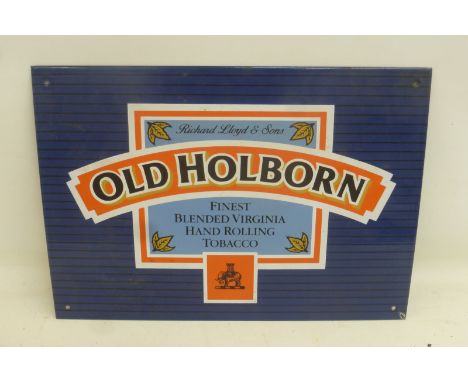 Richard Lloyd & Sons
OLD HOLBORN
FINEST
BLENDED VIRGINIA
HAND ROLLING
TOBACCO